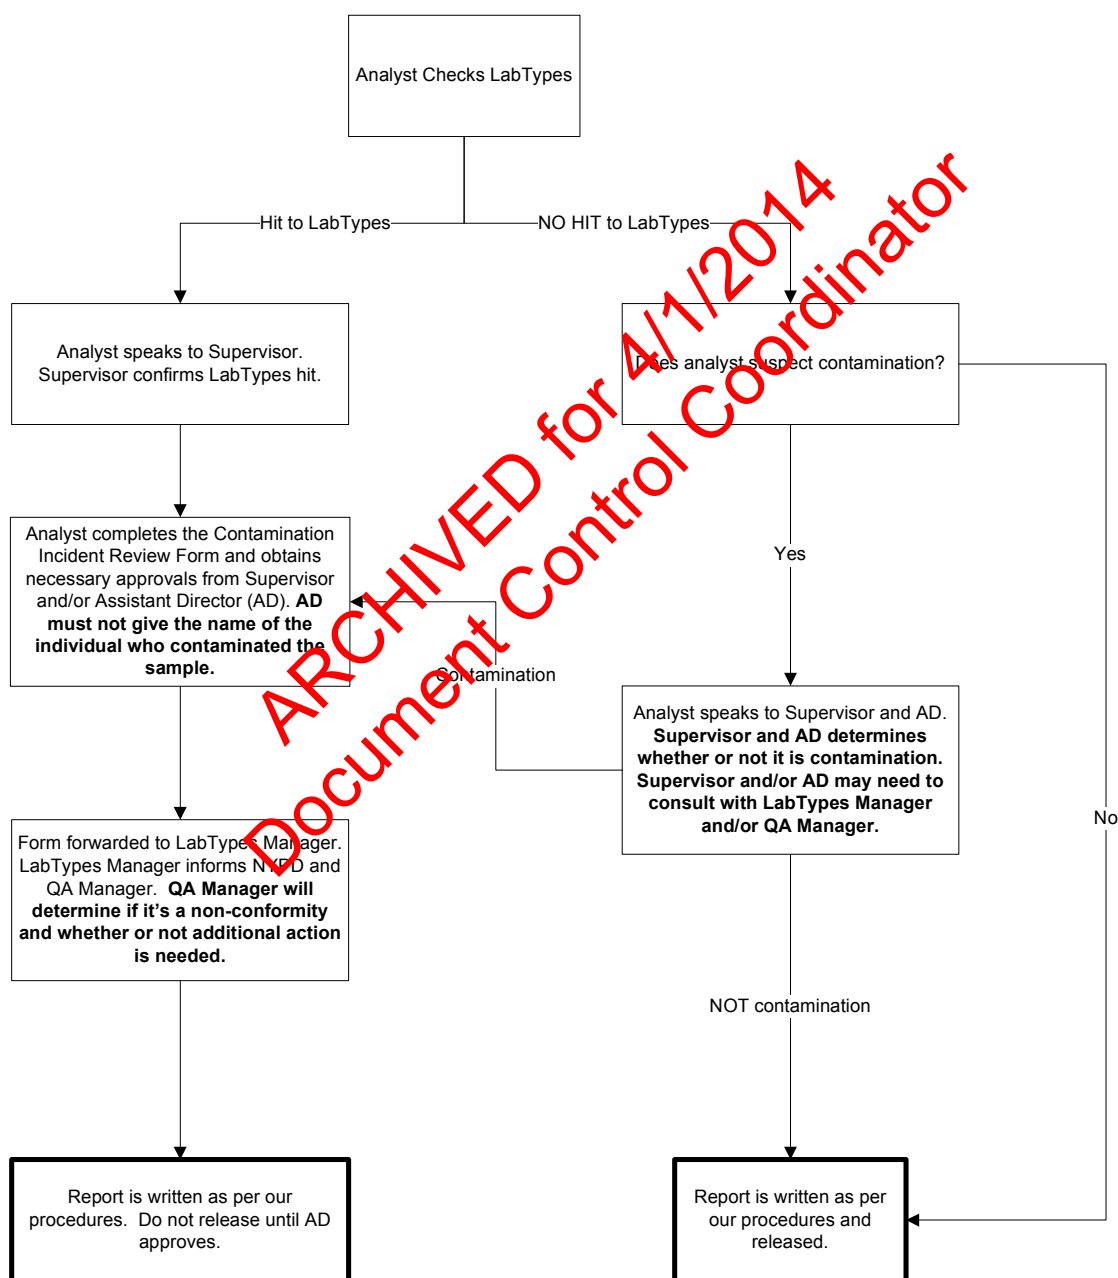 Analyst Checks LabTypes
Hit to LabTypes
NO HIT to LabTypes
Analyst speaks to Supervisor.
Supervisor confirms LabTypes hit.
Does analyst suspect contamination?
Analyst completes the Contamination
Incident Review Form and obtains
necessary approvals from Supervisor
and/or Assistant Director (AD). AD
must not give the name of the
individual who contaminated the
sample.
Yes
Contamination
Analyst speaks to Supervisor and AD.
Supervisor and AD determines
whether or not it is contamination.
Supervisor and/or AD may need to
consult with LabTypes Manager
and/or QA Manager.
No
Form forwarded to LabTypes Manager.
LabTypes Manager informs NYPD and
QA Manager. QA Manager will
determine if it's a non-conformity
and whether or not additional action
is needed.
NOT contamination
Report is written as per our
procedures. Do not release until AD
approves.
Report is written as per
our procedures and
released.
ARCHIVED for 4/1/2014
Document Control Coordinator